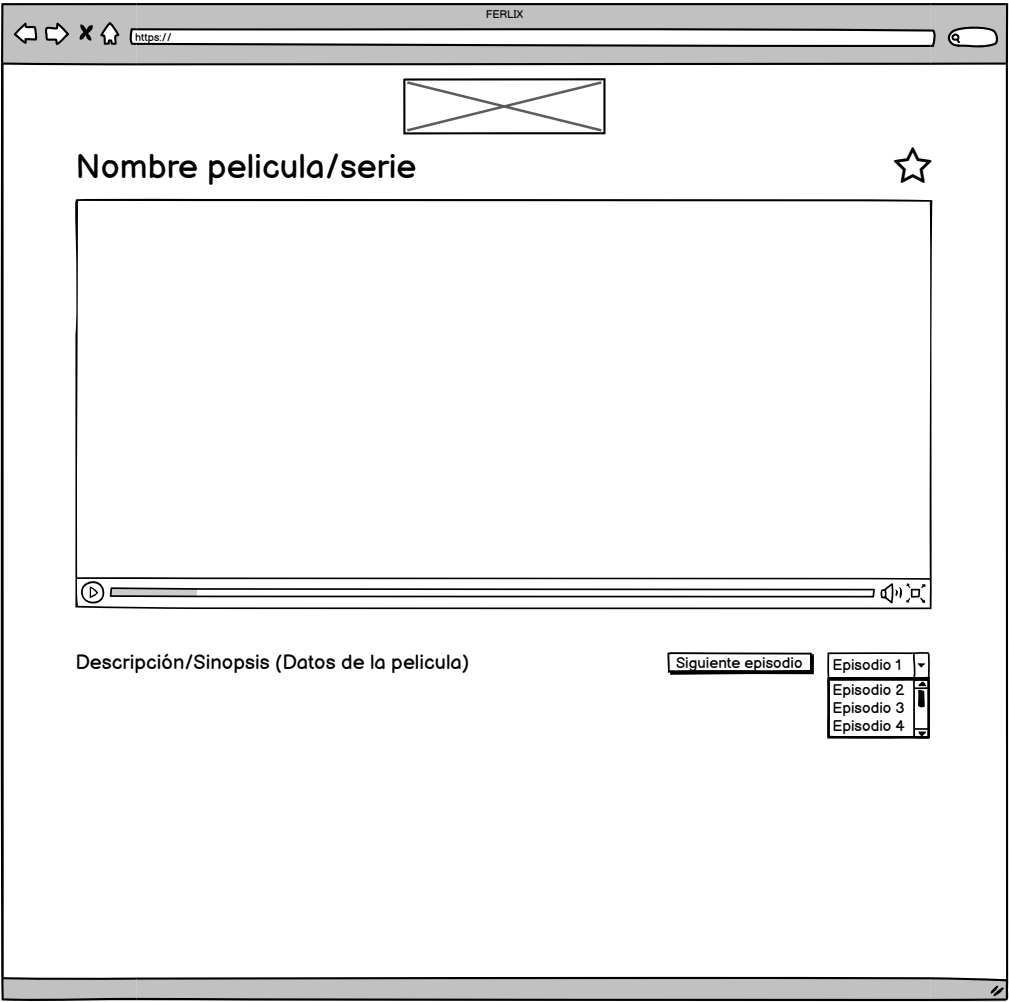 FERLIX
https://
Nombre pelicula/serie
Descripción/Sinopsis (Datos de la pelicula)
Siguiente episodio
Episodio 1
Episodio 2
Episodio 3
Episodio 4